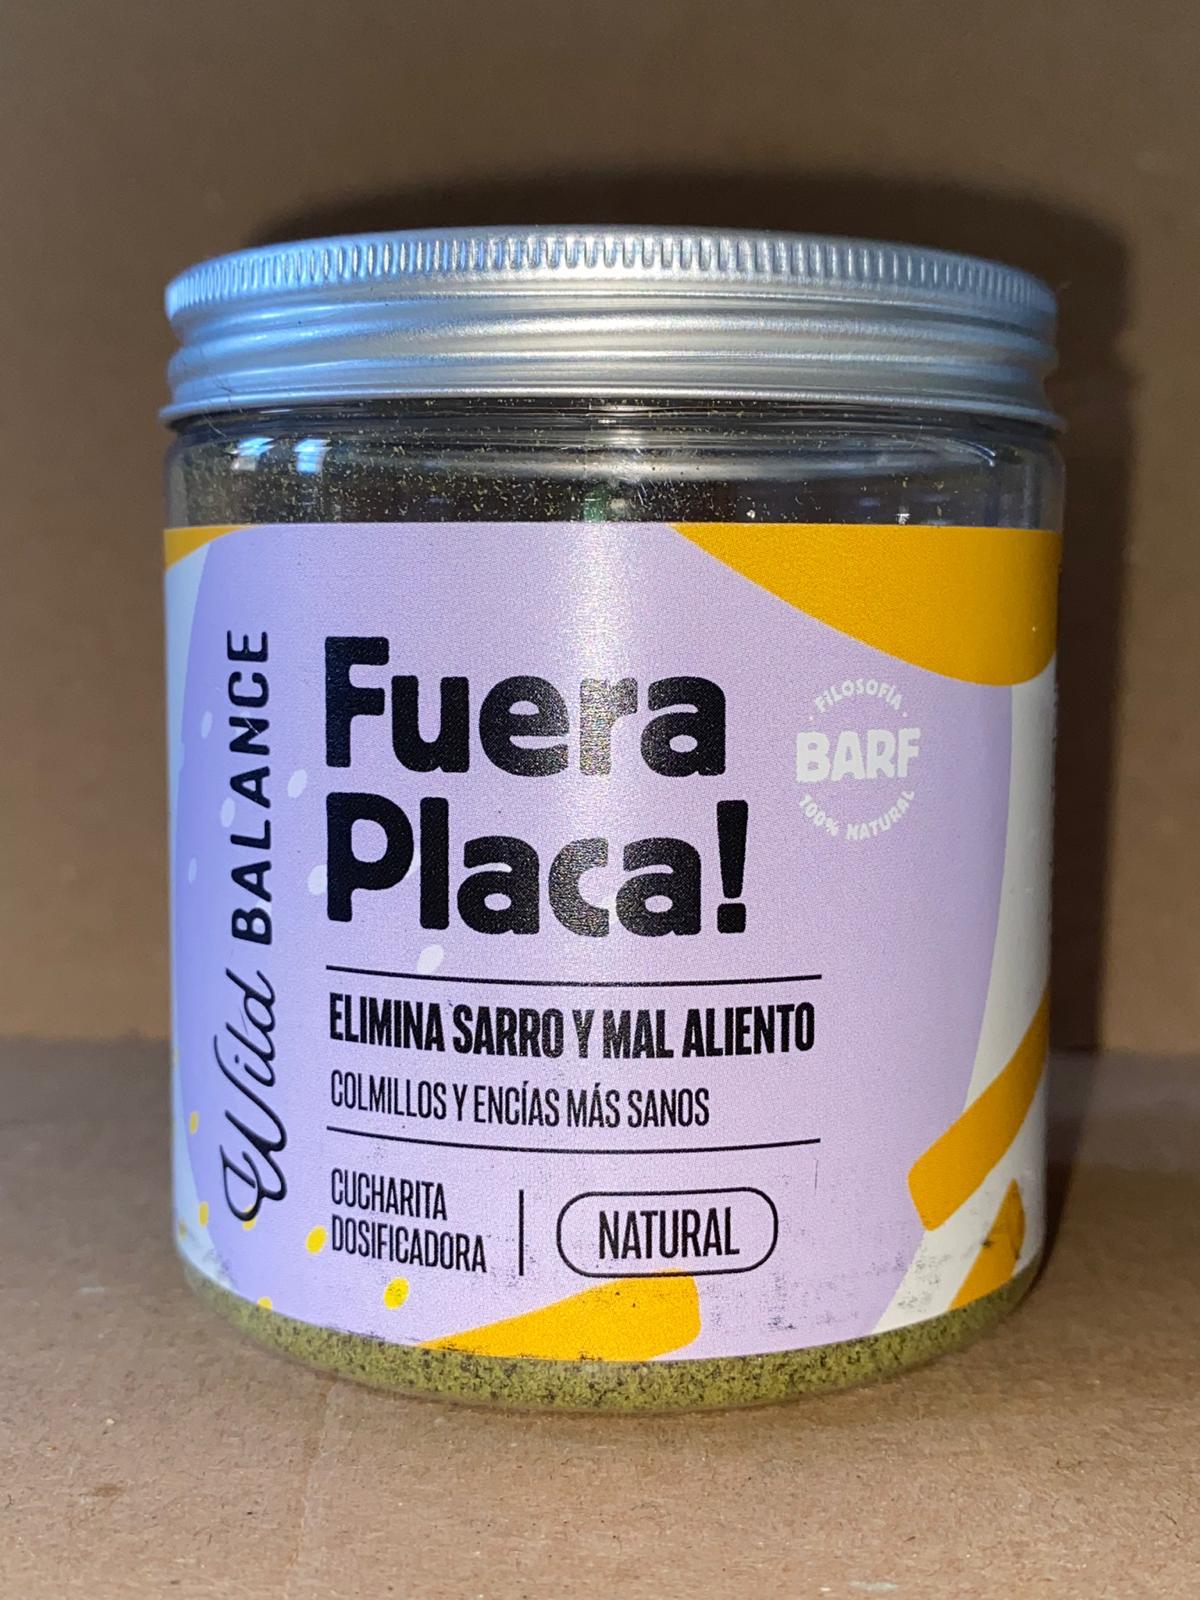 Wild BALANCE
Fuera
Placa!
FILOSOFÍA
BARF
100% NATURAL
ELIMINA SARRO Y MAL ALIENTO
COLMILLOS Y ENCÍAS MÁS SANOS
CUCHARITA
DOSIFICADORA
NATURAL